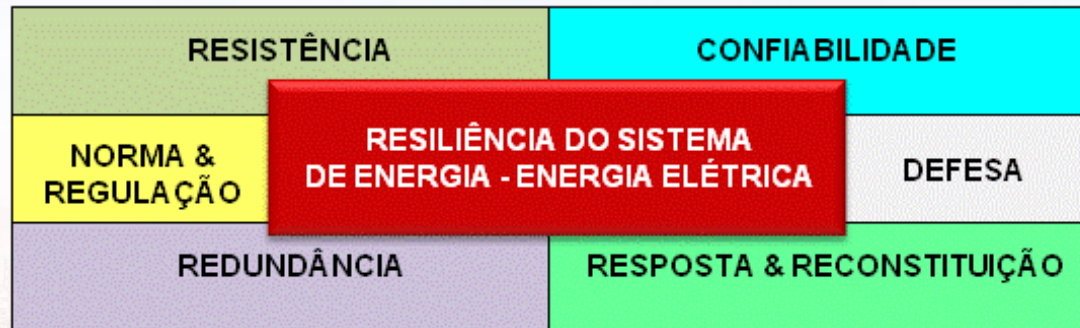 RESISTÊNCIA
CONFIABILIDADE
NORMA &
REGULAÇÃO
RESILIÊNCIA DO SISTEMA
DE ENERGIA - ENERGIA ELÉTRICA
DEFESA
REDUNDÂNCIA
RESPOSTA & RECONSTITUIÇÃO